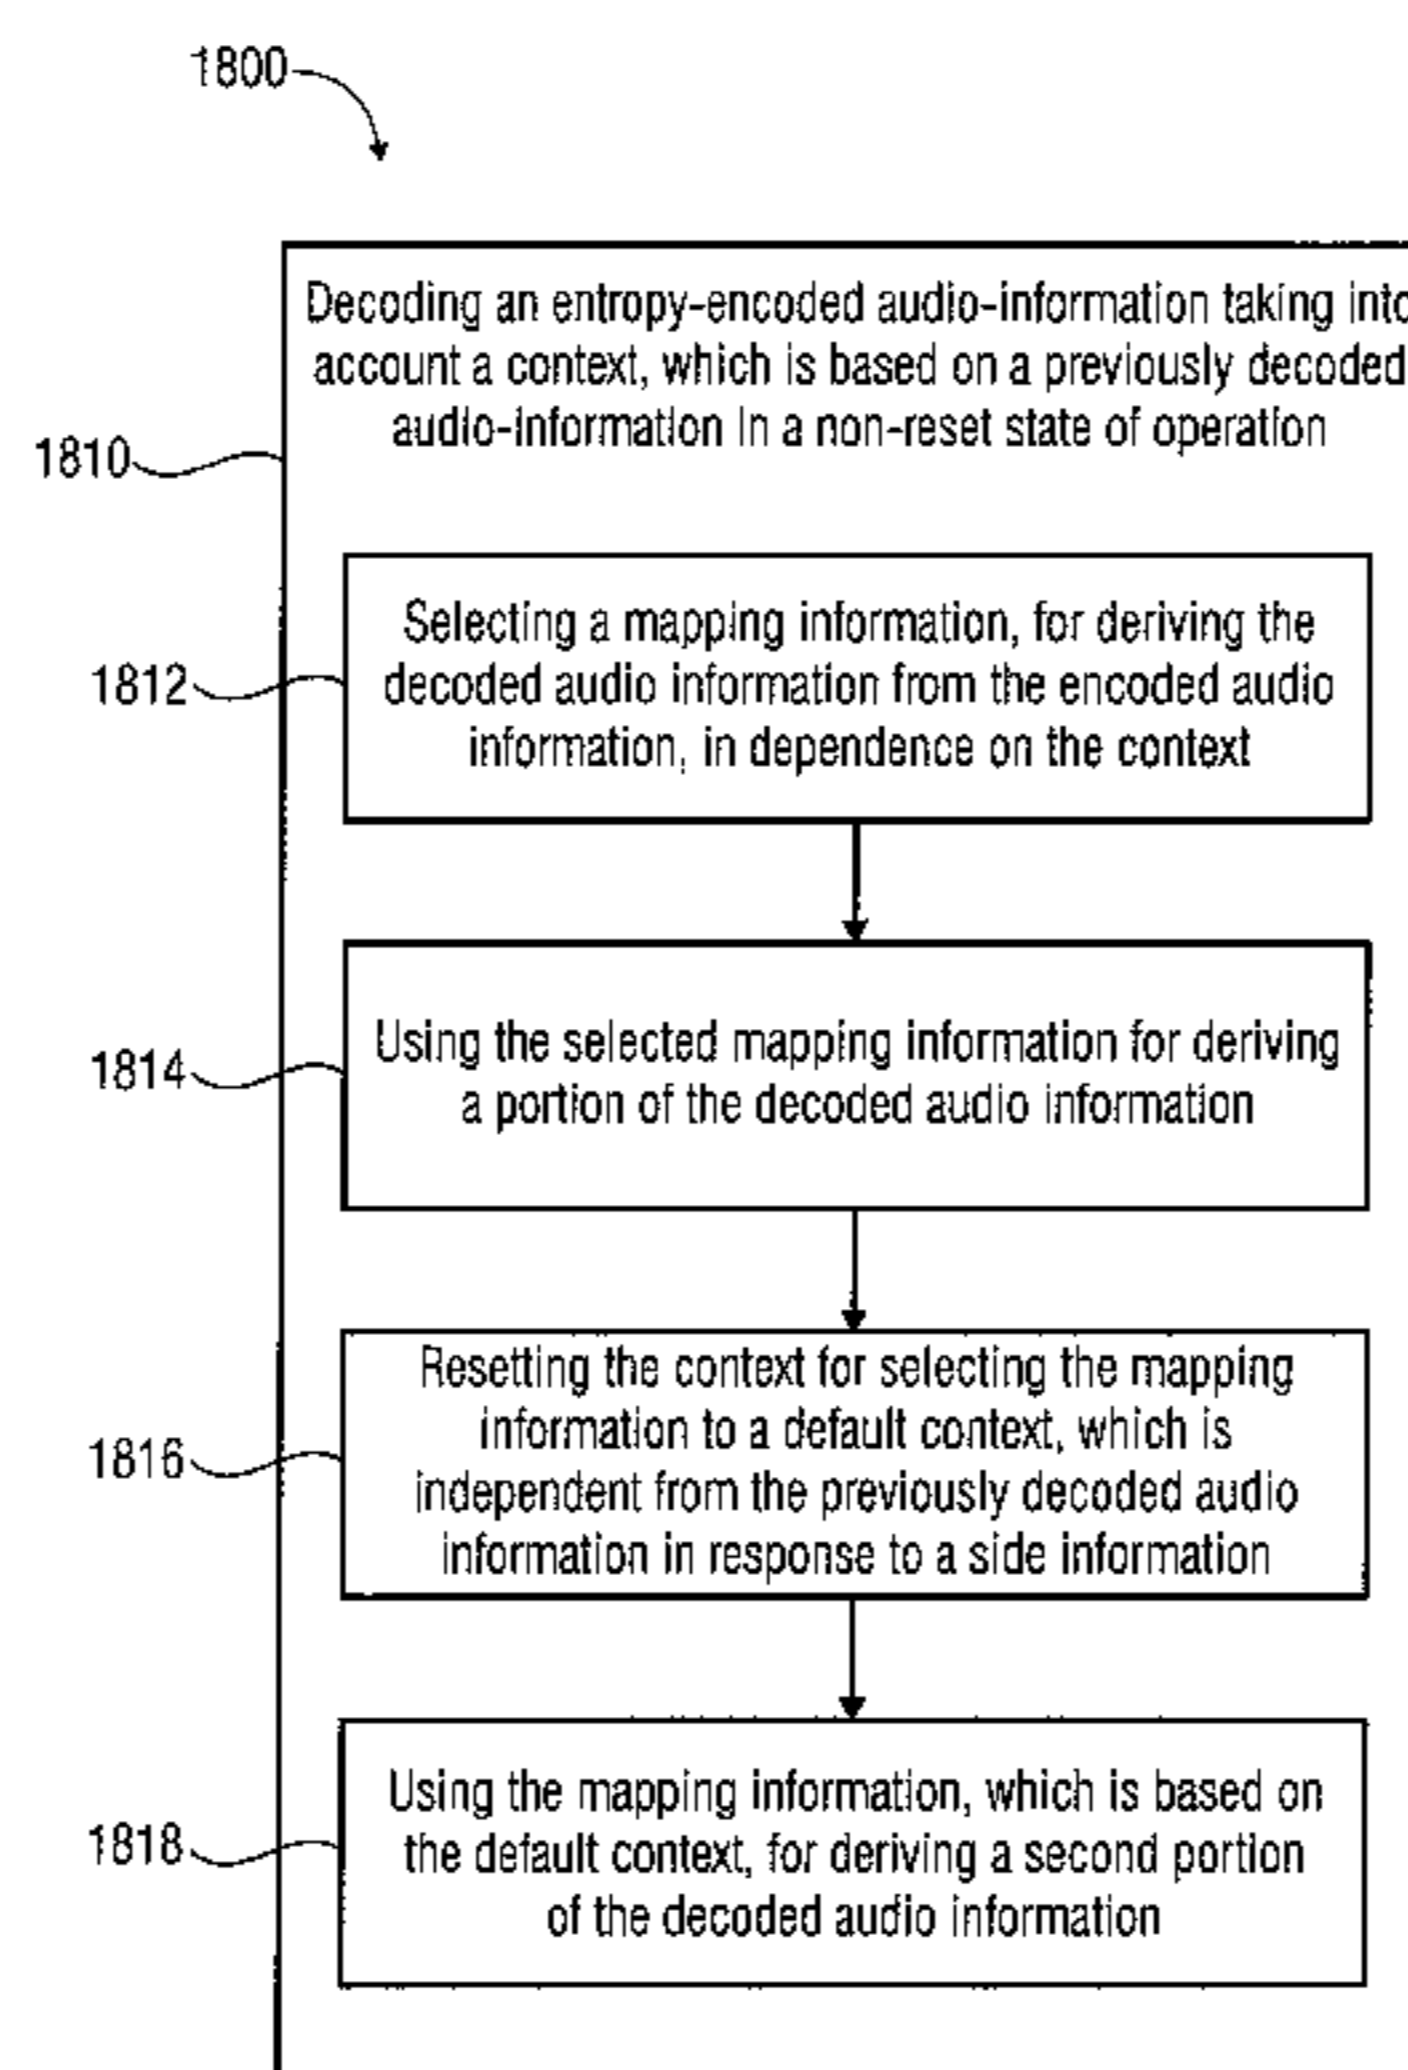 1800
Decoding an entropy-encoded audio-information taking into
account a context, which is based on a previously decoded
audio-information in a non-reset state of operation
1810
Selecting a mapping information, for deriving the
decoded audio information from the encoded audio
information, in dependence on the context
1812
Using the selected mapping information for deriving
a portion of the decoded audio information
1814
Resetting the context for selecting the mapping
information to a default context, which is
independent from the previously decoded audio
information in response to a side information
1816
Using the mapping information, which is based on
the default context, for deriving a second portion
of the decoded audio information
1818